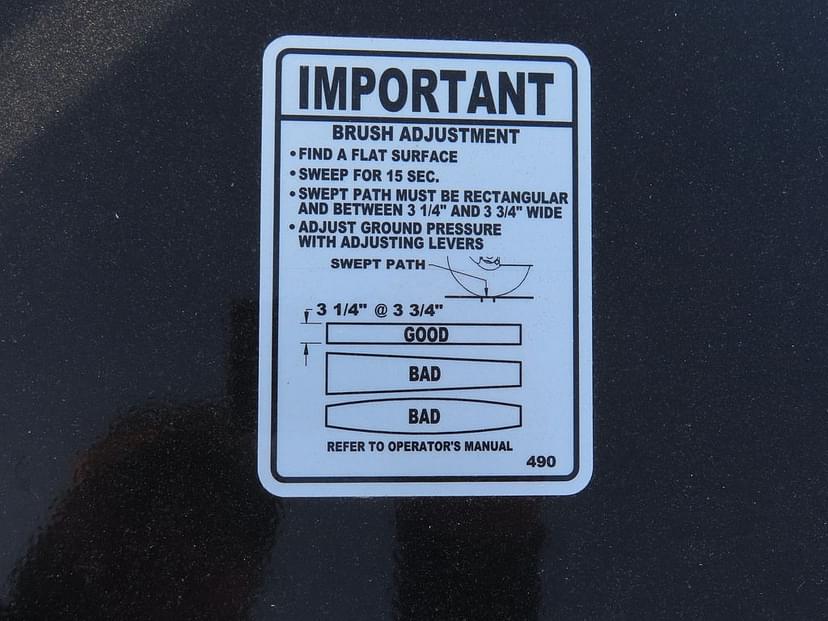 IMPORTANT
BRUSH ADJUSTMENT
• FIND A FLAT SURFACE
• SWEEP FOR 15 SEC.
• SWEPT PATH MUST BE RECTANGULAR
AND BETWEEN 3 1/4" AND 3 3/4" WIDE
• ADJUST GROUND PRESSURE
WITH ADJUSTING LEVERS
SWEPT PATH
3 1/4" @ 3 3/4"
GOOD
BAD
BAD
REFER TO OPERATOR'S MANUAL
490